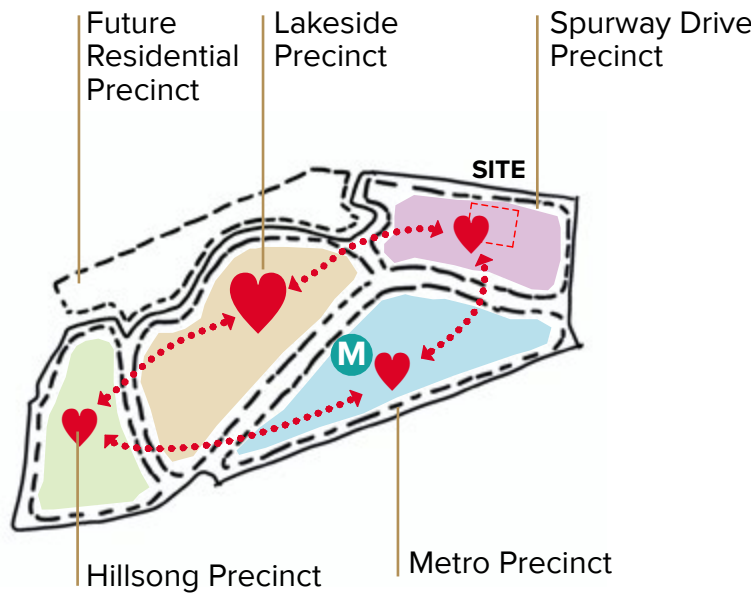 Future
Residential
Precinct
Lakeside
Precinct
Spurway Drive
Precinct
SITE
M
Hillsong Precinct
Metro Precinct